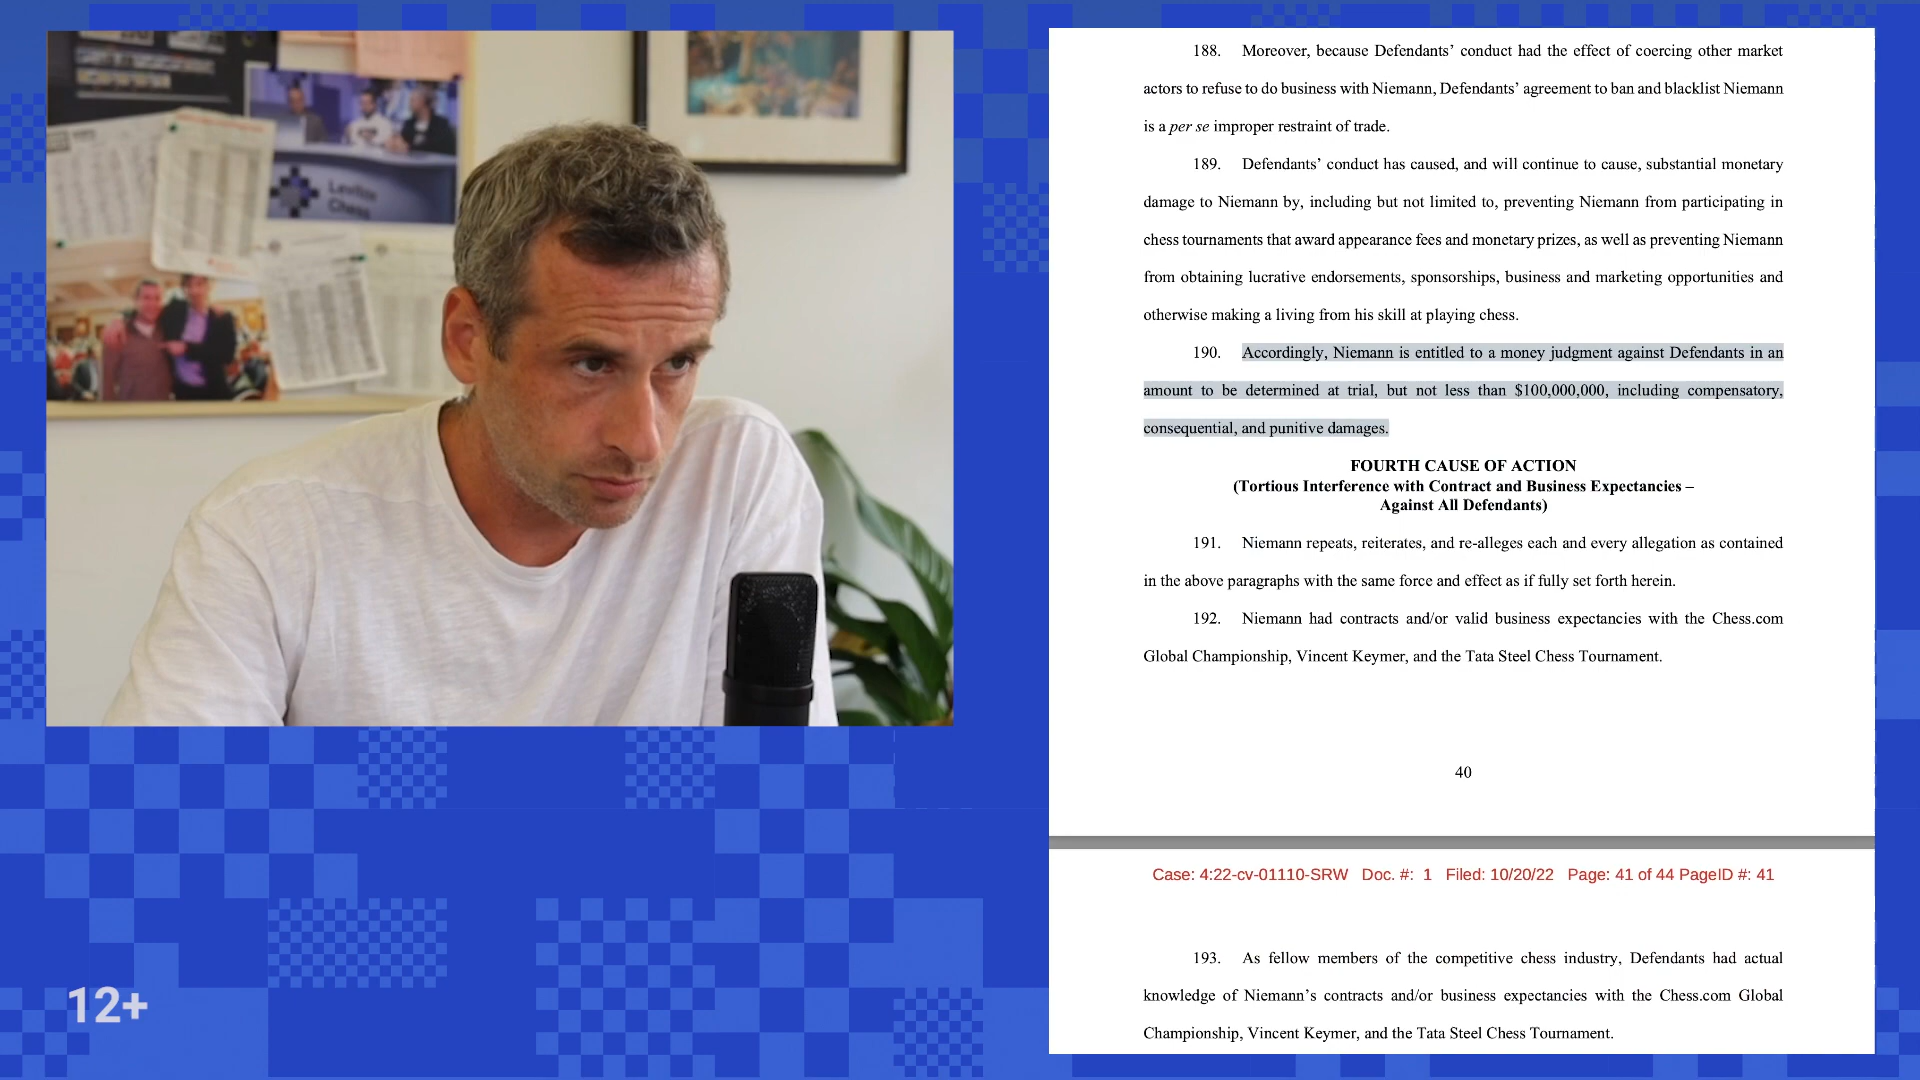 Levitov
Chess
12+
188. Moreover, because Defendants’ conduct had the effect of coercing other market
actors to refuse to do business with Niemann, Defendants’ agreement to ban and blacklist Niemann
is a per se improper restraint of trade.
189. Defendants’ conduct has caused, and will continue to cause, substantial monetary
damage to Niemann by, including but not limited to, preventing Niemann from participating in
chess tournaments that award appearance fees and monetary prizes, as well as preventing Niemann
from obtaining lucrative endorsements, sponsorships, business and marketing opportunities and
otherwise making a living from his skill at playing chess.
190. Accordingly, Niemann is entitled to a money judgment against Defendants in an
amount to be determined at trial, but not less than $100,000,000, including compensatory,
consequential, and punitive damages.
FOURTH CAUSE OF ACTION
(Tortious Interference with Contract and Business Expectancies –
Against All Defendants)
191. Niemann repeats, reiterates, and re-alleges each and every allegation as contained
in the above paragraphs with the same force and effect as if fully set forth herein.
192. Niemann had contracts and/or valid business expectancies with the Chess.com
Global Championship, Vincent Keymer, and the Tata Steel Chess Tournament.
40
Case: 4:22-cv-01110-SRW Doc. #: 1 Filed: 10/20/22 Page: 41 of 44 PageID #: 41
193. As fellow members of the competitive chess industry, Defendants had actual
knowledge of Niemann’s contracts and/or business expectancies with the Chess.com Global
Championship, Vincent Keymer, and the Tata Steel Chess Tournament.